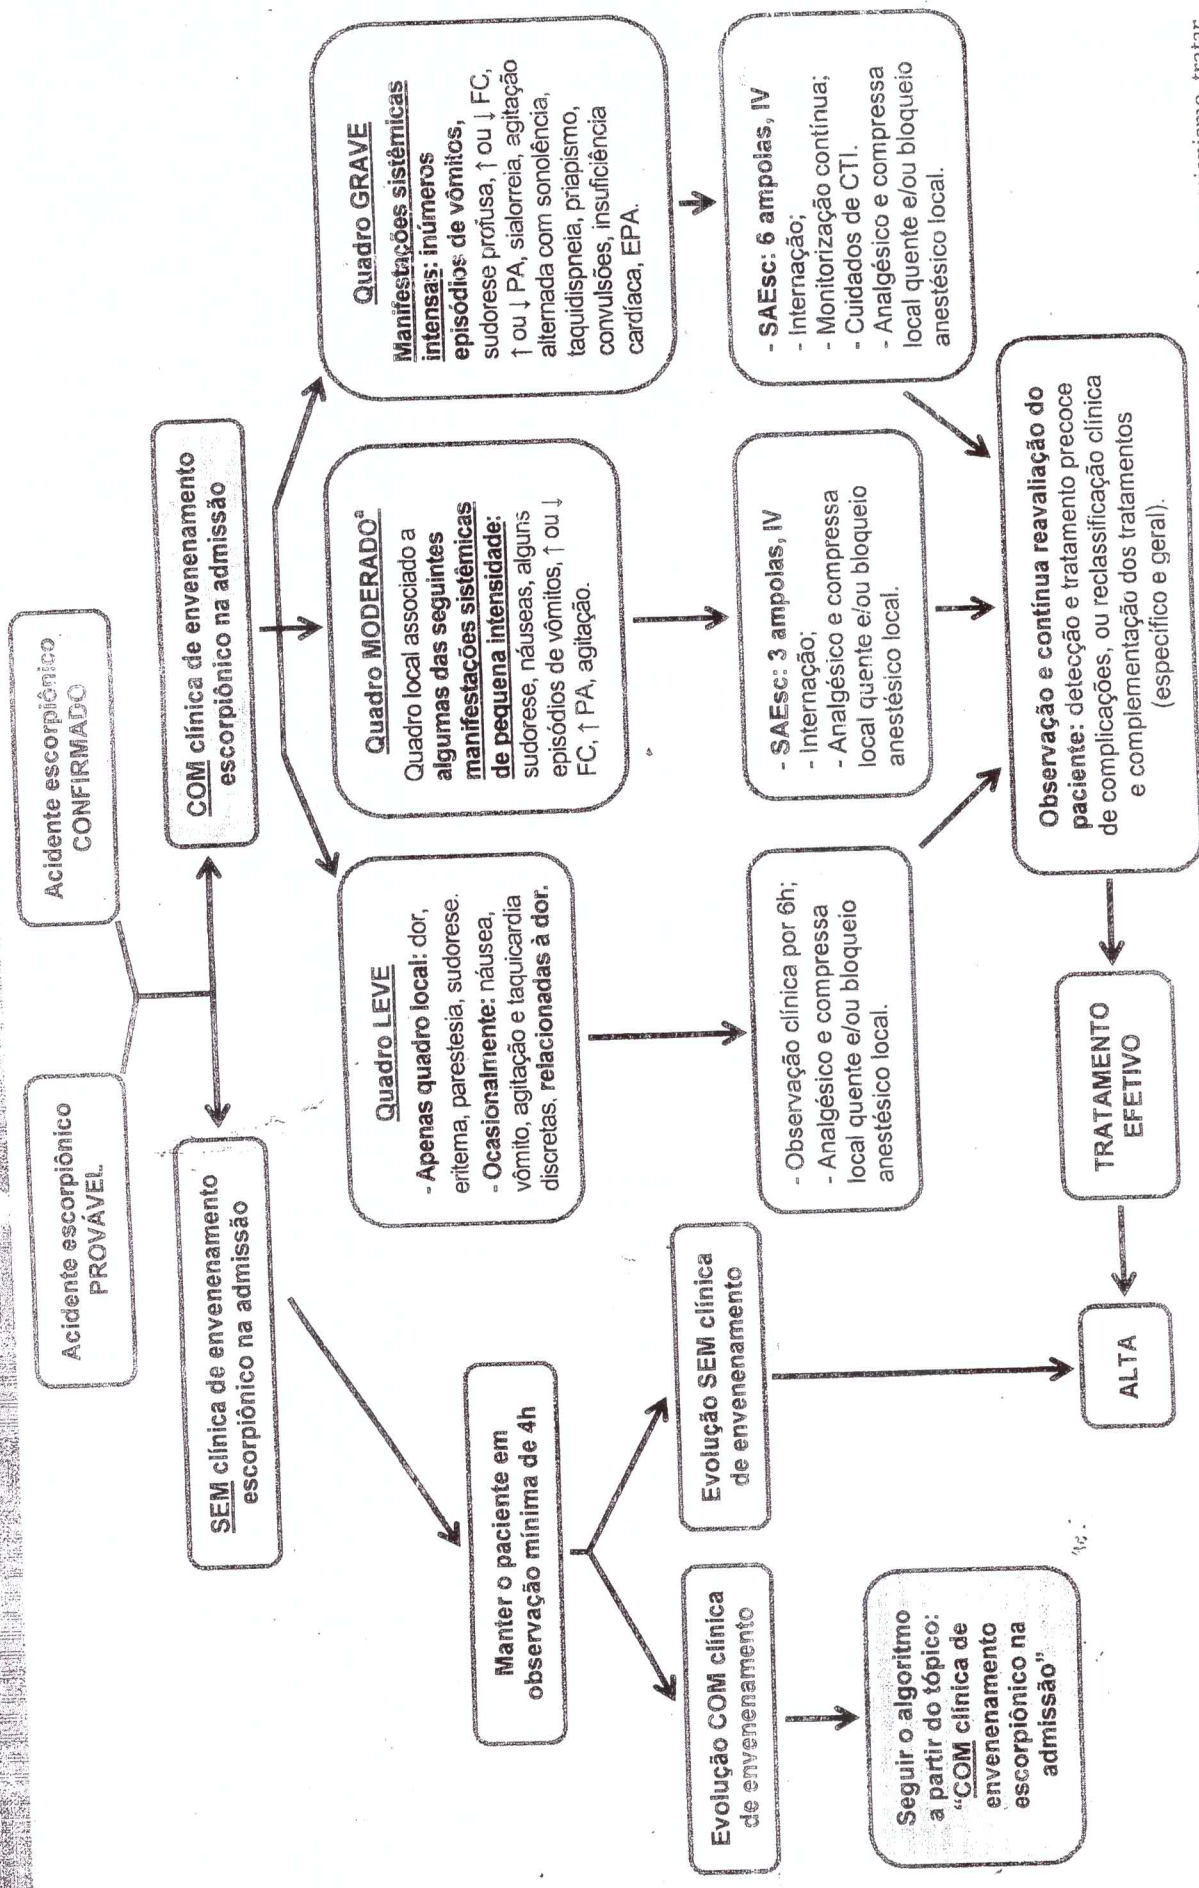 Acidente escorpiônico
PROVÁVEL
Acidente escorpiônico
CONFIRMADO
SEM clínica de envenenamento
escorpiônico na admissão
COM clínica de envenenamento
escorpiônico na admissão
Manter o paciente em
observação mínima de 4h
Evolução COM clínica
de envenenamento
Evolução SEM clínica
de envenenamento
Seguir o algoritmo
a partir do tópico:
“COM clínica de
envenenamento
escorpiônico na
admissão”
Quadro LEVE
- Apenas quadro local: dor,
eritema, parestesia, sudorese.
- Ocasionalmente: náusea,
vômito, agitação e taquicardia
discretas, relacionadas à dor.
Quadro MODERADOª
Quadro local associado a
algumas das seguintes
manifestações sistêmicas
de pequena intensidade:
sudorese, náuseas, alguns
episódios de vômitos, ↑ ou ↓
FC, ↑ PA, agitação.
Quadro GRAVE
Manifestações sistêmicas
intensas: inúmeros
episódios de vômitos,
sudorese profusa, ↑ ou ↓ FC,
↑ ou ↓ PA, sialorreia, agitação
alternada com sonolência,
taquidispneia, priapismo,
convulsões, insuficiência
cardíaca, EPA.
- Observação clínica por 6h;
- Analgésico e compressa
local quente e/ou bloqueio
anestésico local.
- SAEsc: 3 ampolas, IV
- Internação;
- Analgésico e compressa
local quente e/ou bloqueio
anestésico local.
- SAEsc: 6 ampolas, IV
- Internação;
- Monitorização contínua;
- Cuidados de CTI.
- Analgésico e compressa
local quente e/ou bloqueio
anestésico local.
Observação e contínua reavaliação do
paciente: detecção e tratamento precoce
de complicações, ou reclassificação clínica
e complementação dos tratamentos
(específico e geral).
TRATAMENTO
EFETIVO
ALTA
tratar